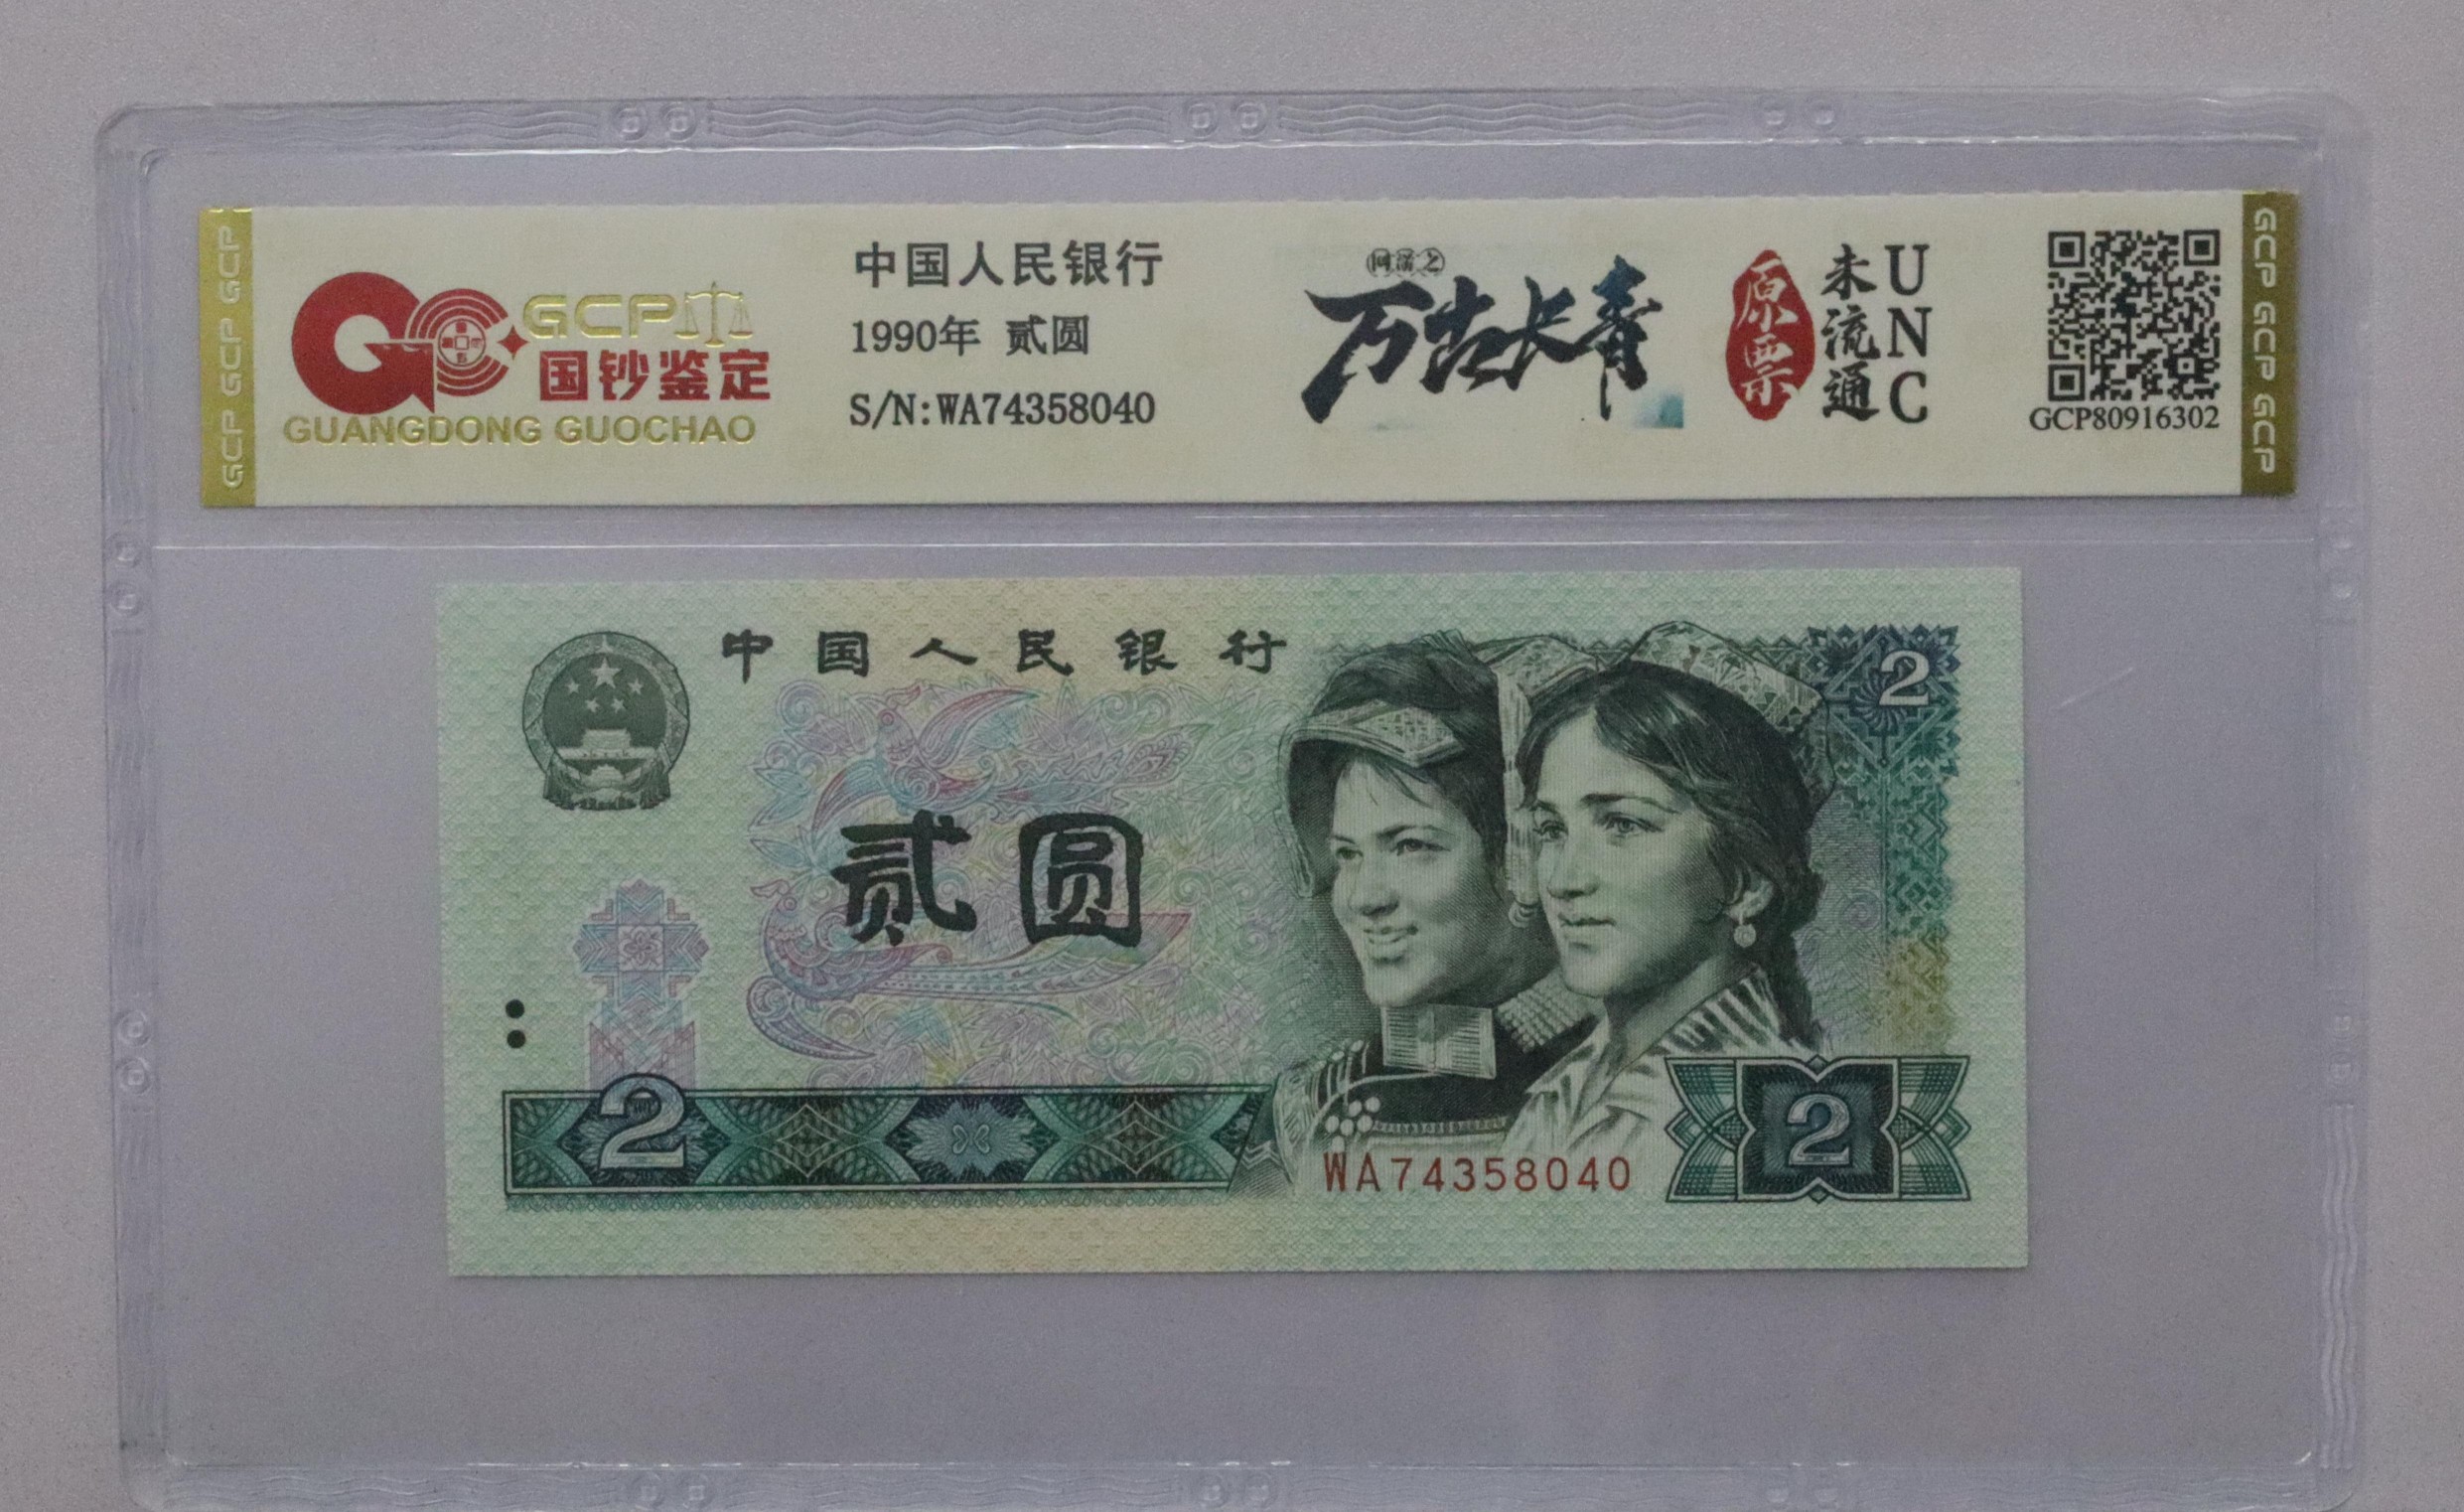 GCP GCP GCP
GCP
国钞鉴定
GUANGDONG GUOCHAO
中国人民银行
1990年 贰圆
S/N:WA74358040
万古长青
原票
未流通
UNC
GCP80916302
GCP GCP GCP GCP
中国人民银行
2
贰圆
2
WA74358040
2